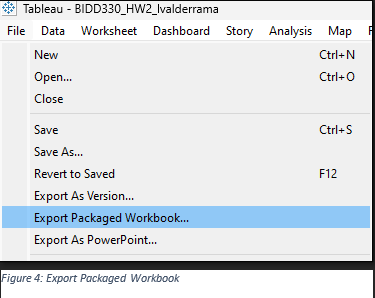 Tableau - BIDD330_HW2_lvalderrama
File Data Worksheet Dashboard Story Analysis Map
New Ctrl+N
Open... Ctrl+O
Close
Save Ctrl+S
Save As...
Revert to Saved F12
Export As Version...
Export Packaged Workbook...
Export As PowerPoint...
Figure 4: Export Packaged Workbook